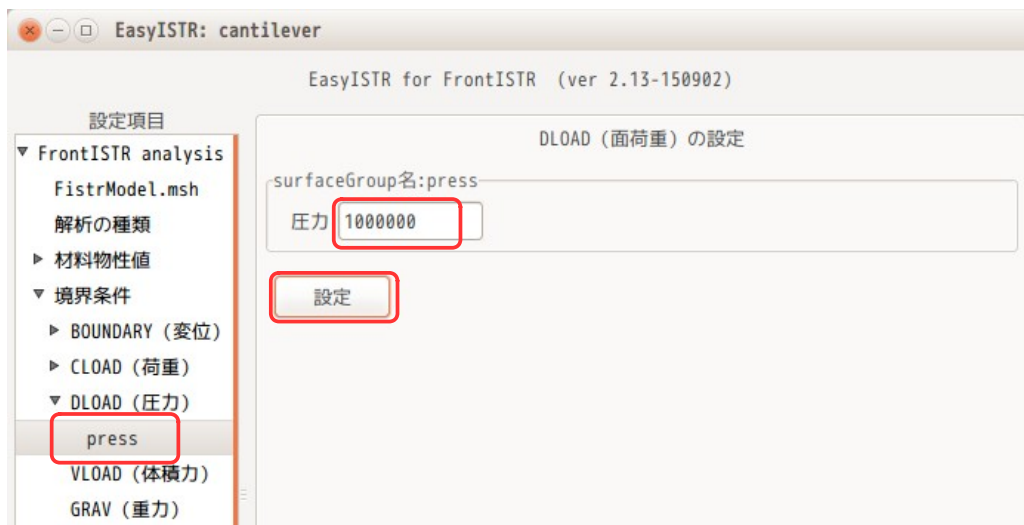 EasyISTR: cantilever
EasyISTR for FrontISTR (ver 2.13-150902)
設定項目
FrontISTR analysis
FistrModel.msh
解析の種類
材料物性値
境界条件
BOUNDARY (変位)
CLOAD (荷重)
DLOAD (圧力)
press
VLOAD (体積力)
GRAV (重力)
DLOAD (面荷重) の設定
surfaceGroup名:press
圧力 1000000
設定